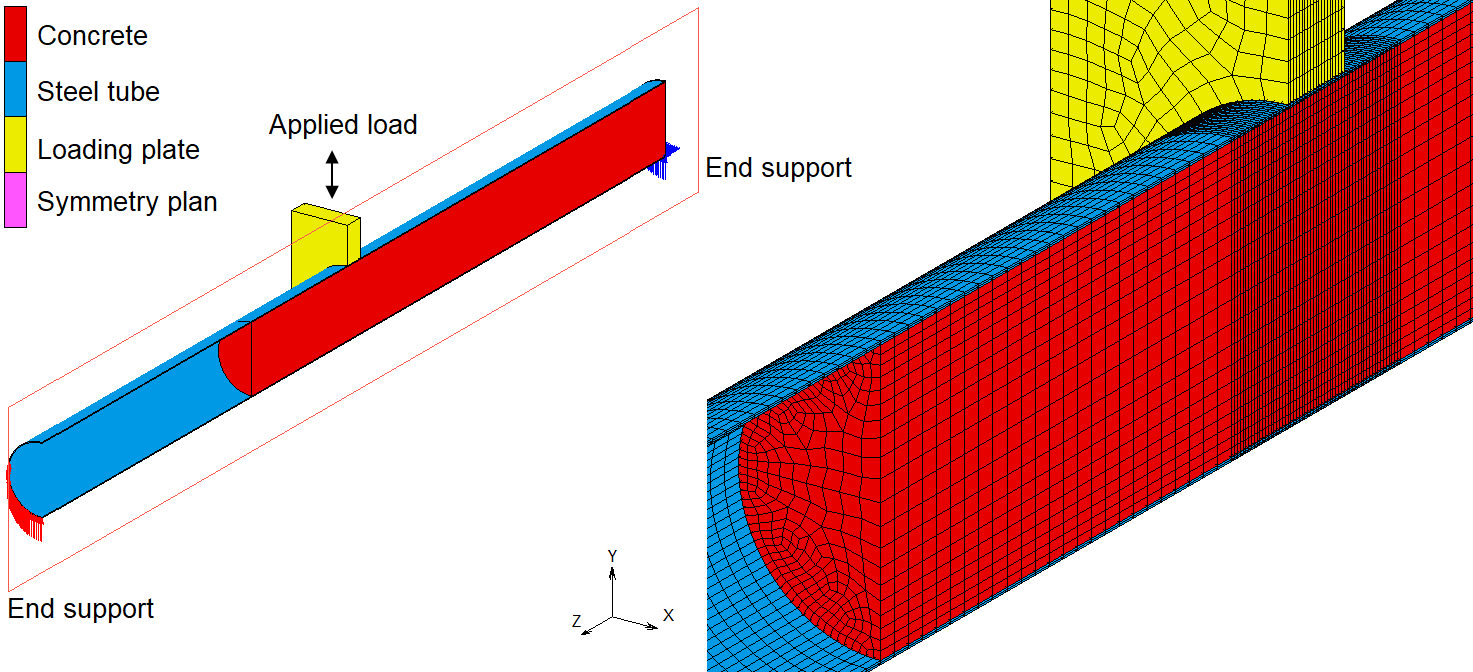 Concrete
Steel tube
Loading plate
Symmetry plan
Applied load
End support
End support
Y
Z
X